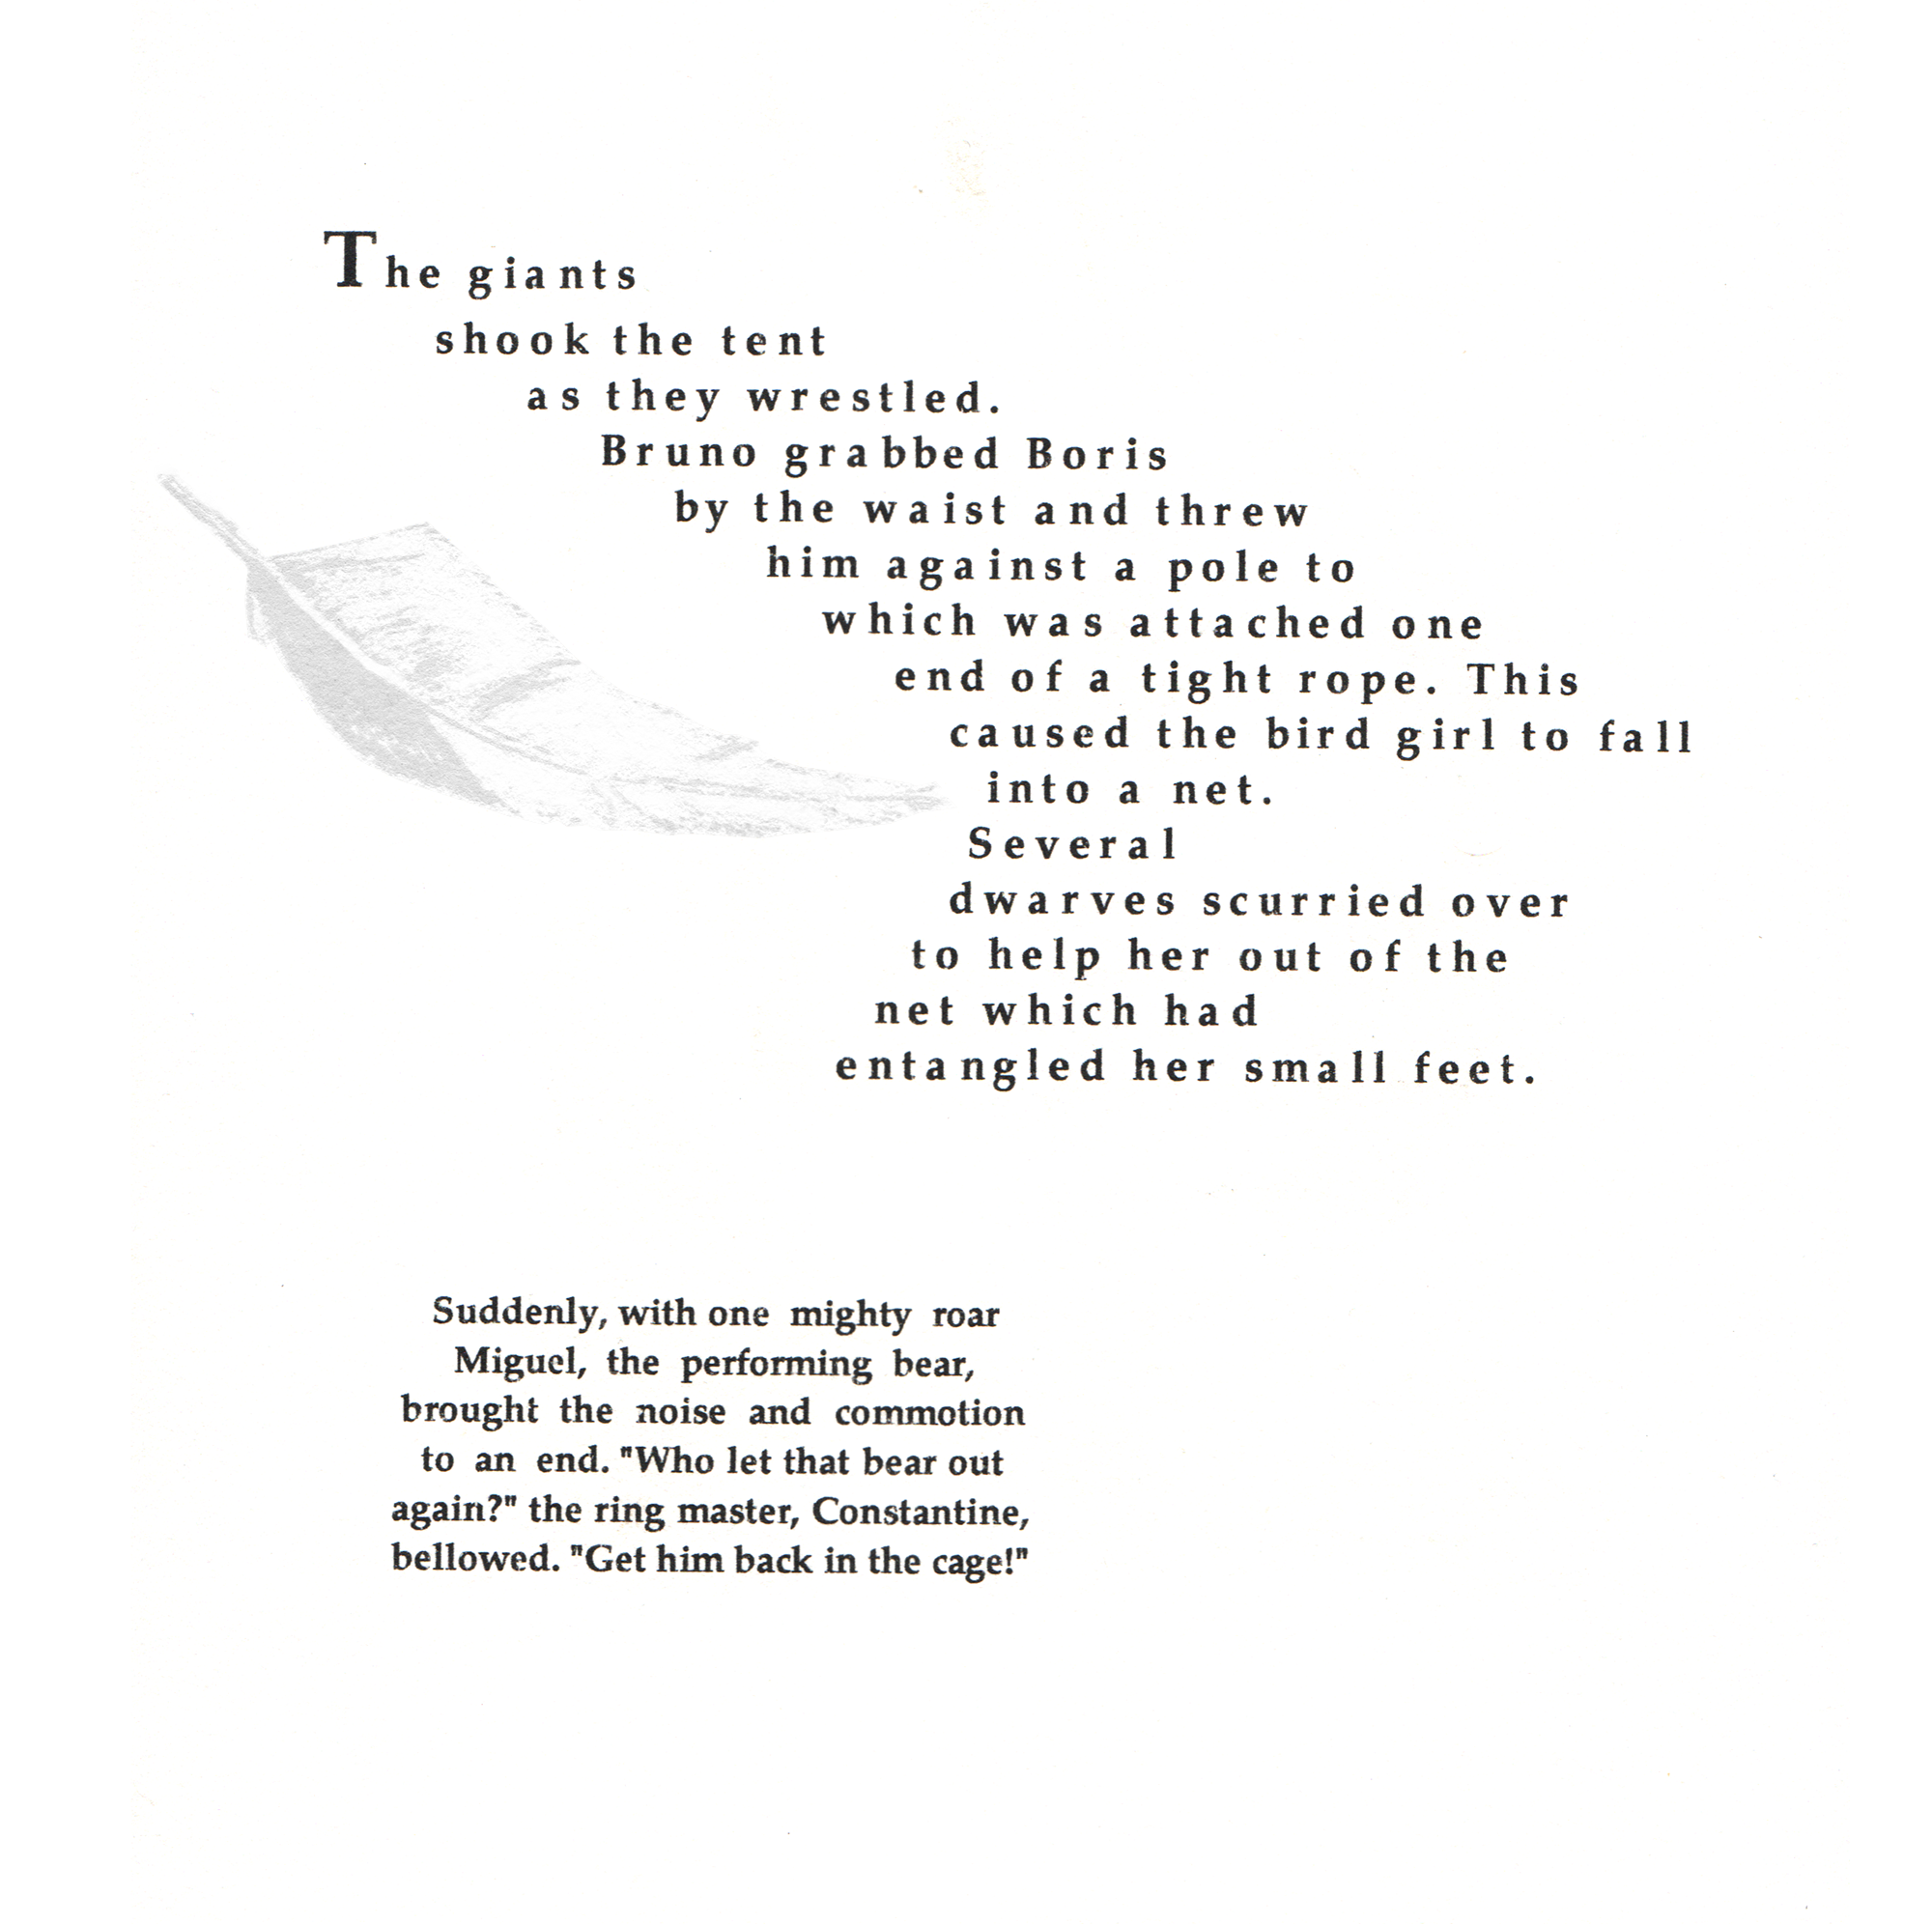 The giants
shook the tent
as they wrestled.
Bruno grabbed Boris
by the waist and threw
him against a pole to
which was attached one
end of a tight rope. This
caused the bird girl to fall
into a net.
Several
dwarves scurried over
to help her out of the
net which had
entangled her small feet.
Suddenly, with one mighty roar
Miguel, the performing bear,
brought the noise and commotion
to an end. "Who let that bear out
again?" the ring master, Constantine,
bellowed. "Get him back in the cage!"